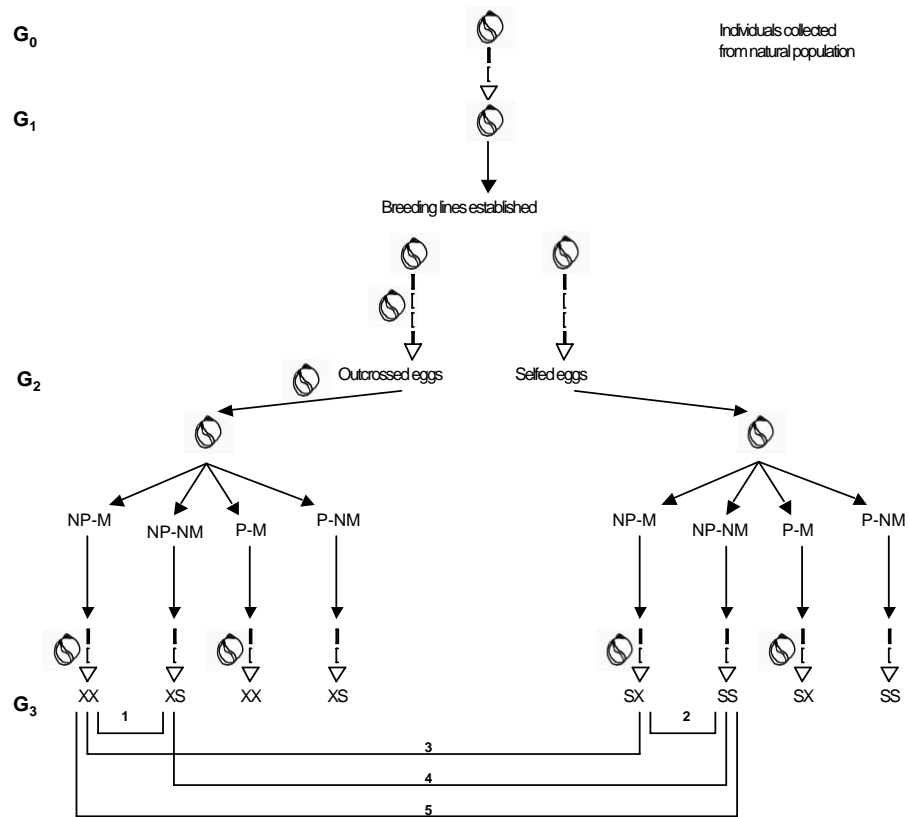 G0
Individuals collected
from natural population
G1
Breeding lines established
G2
Outcrossed eggs
Selfed eggs
NP-M
NP-NM
P-M
P-NM
NP-M
NP-NM
P-M
P-NM
G3
XX
XS
XX
XS
SX
SS
SX
SS
1
2
3
4
5